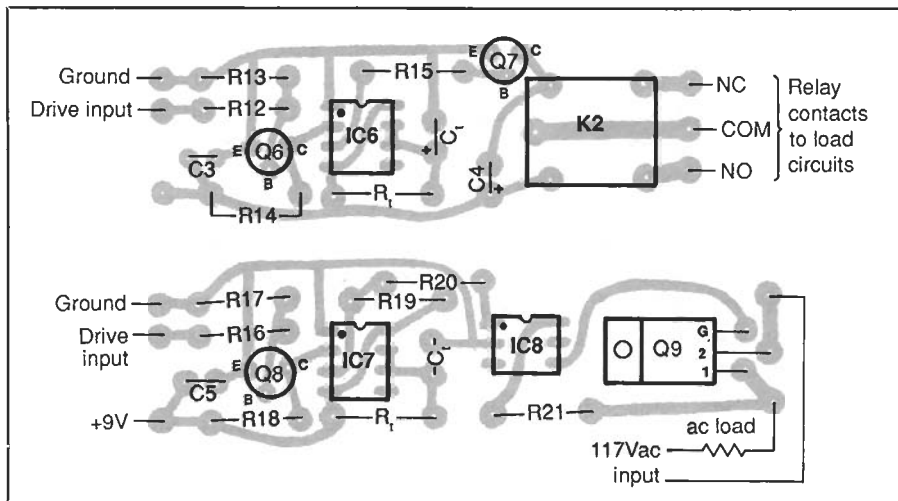 E Q7 C
B
Ground R13 R15 NC
Drive input R12 IC6 + Ct K2 COM
Relay
contacts
to load
circuits
E Q6 C
B
C3 C4 + NO
R14 Rt
R20
Ground R17 R19
Drive
input
R16 IC7 -Ct- IC8 Q9 G
2
1
E Q8 C
B
C5
+9V R18 Rt R21 ac load
117Vac
input